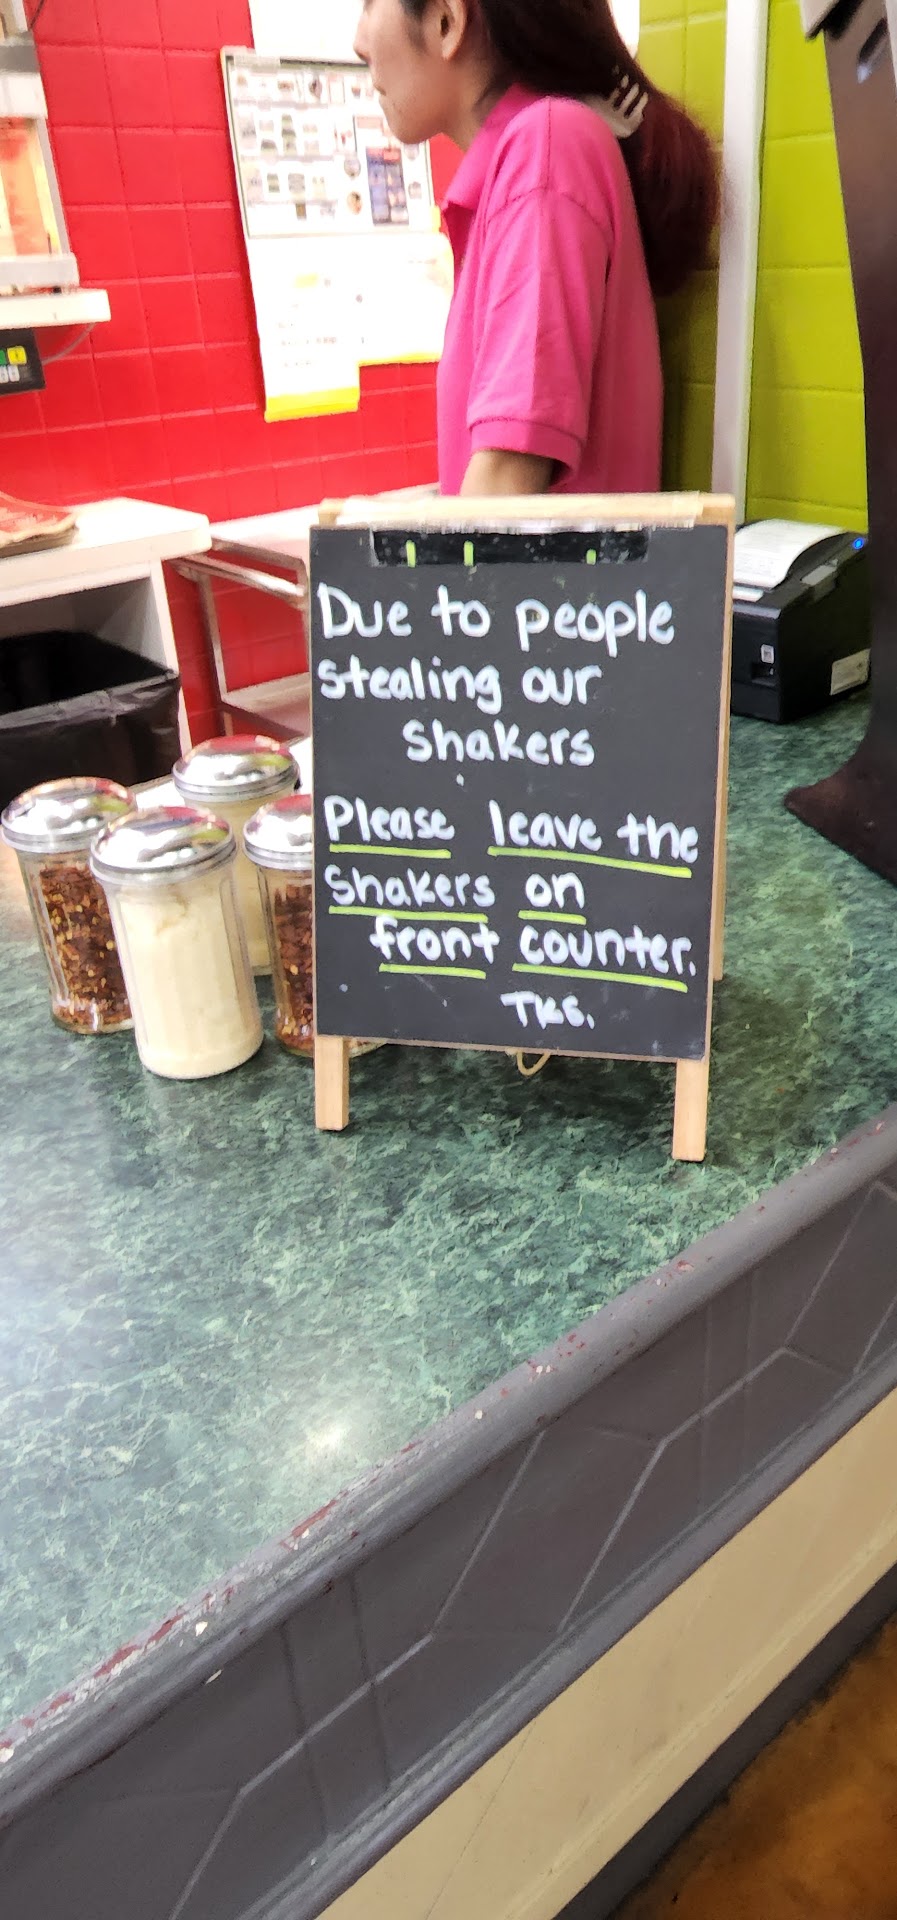 Due to people
stealing our
shakers
Please leave the
shakers on
front counter.
Tks.